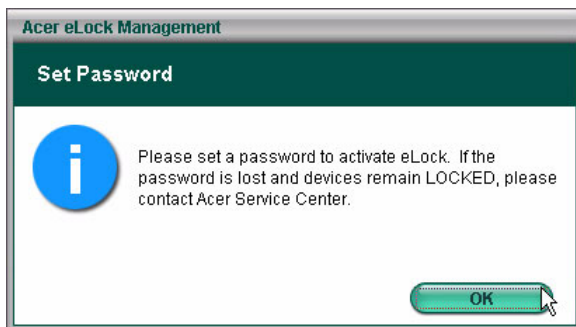 Acer eLock Management
Set Password
Please set a password to activate eLock. If the
password is lost and devices remain LOCKED, please
contact Acer Service Center.
OK